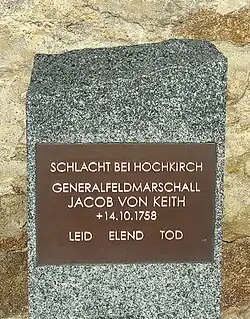 SCHLACHT BEI HOCHKIRCH
GENERALFELDMARSCHALL
JACOB VON KEITH
+14.10.1758
LEID ELEND TOD